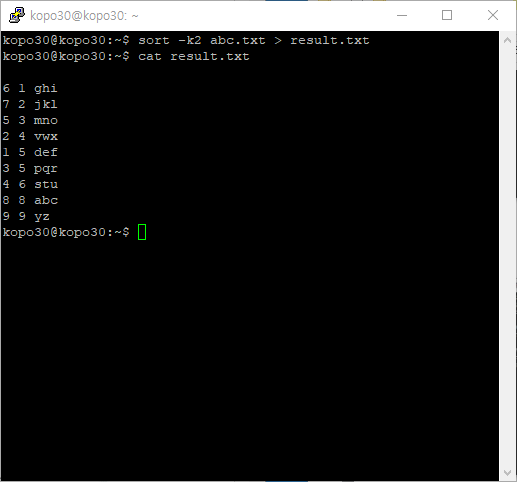 kopo30@kopo30: ~
kopo30@kopo30:~$ sort -k2 abc.txt > result.txt
kopo30@kopo30:~$ cat result.txt
6 1 ghi
7 2 jkl
5 3 mno
2 4 vwx
1 5 def
3 5 pqr
4 6 stu
8 8 abc
9 9 yz
kopo30@kopo30:~$